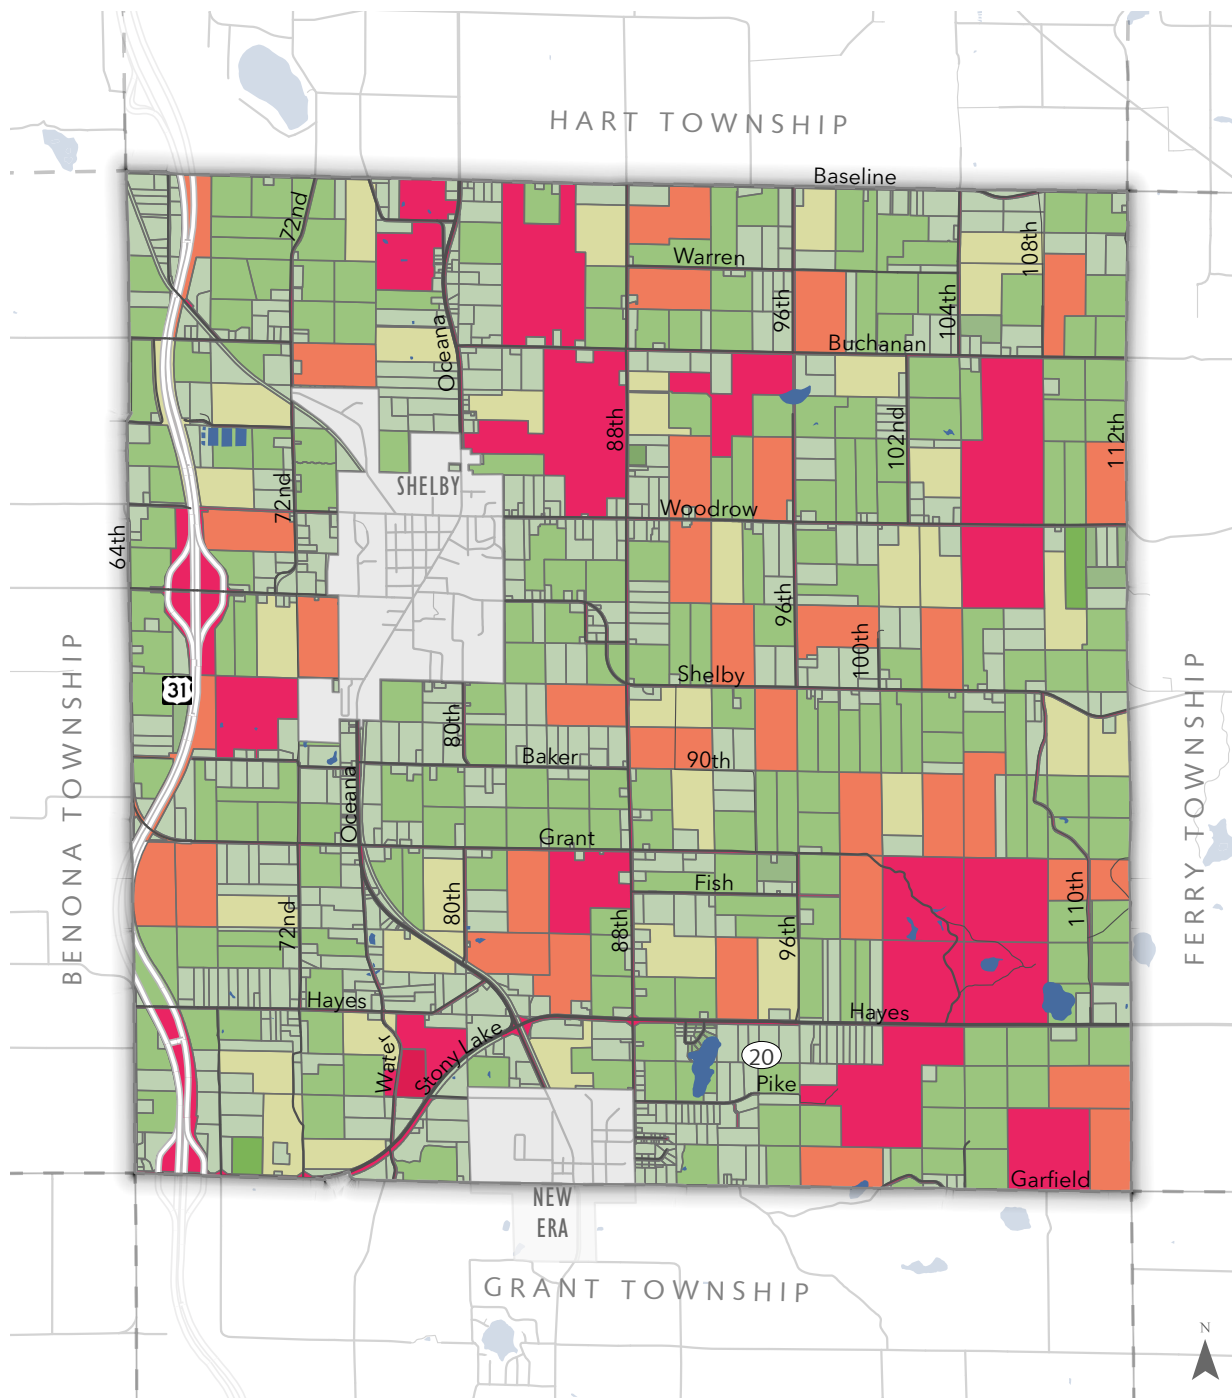 HART TOWNSHIP
Baseline
72nd
108th
Warren
96th
104th
Oceana
Buchanan
88th
102nd
112th
SHELBY
72nd
Woodrow
64th
96th
100th
Shelby
31
80th
BENONA TOWNSHIP
FERRY TOWNSHIP
Baker
90th
Oceana
Grant
Fish
80th
110th
72nd
88th
96th
Hayes
Hayes
Stony Lake
Water
20
Pike
Garfield
NEW
ERA
GRANT TOWNSHIP
N